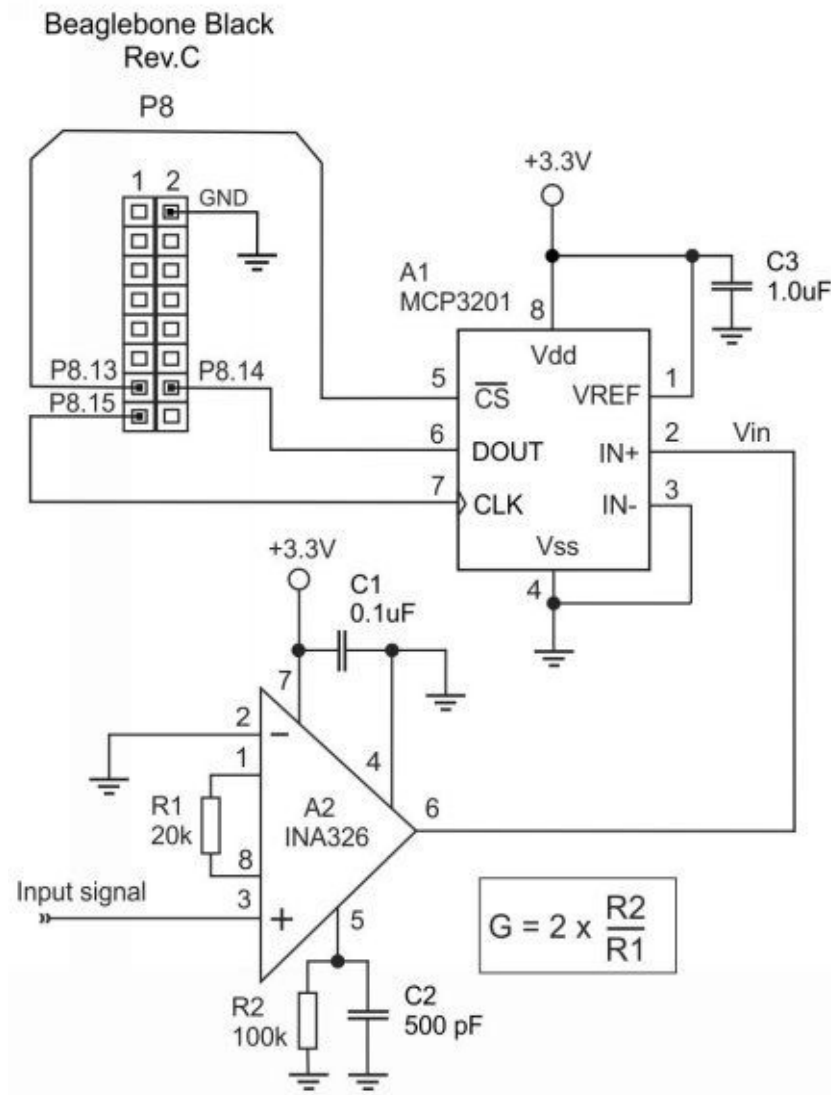 Beaglebone Black
Rev.C
P8
1 2
GND
P8.13
P8.14
P8.15
+3.3V
A1
MCP3201
C3
1.0uF
8
Vdd
5
CS
VREF
1
6
DOUT
IN+
2
Vin
7
CLK
IN-
3
Vss
4
+3.3V
C1
0.1uF
7
2
-
1
4
R1
20k
A2
INA326
6
8
Input signal
3
+
5
G = 2 x R2
R1
R2
100k
C2
500 pF